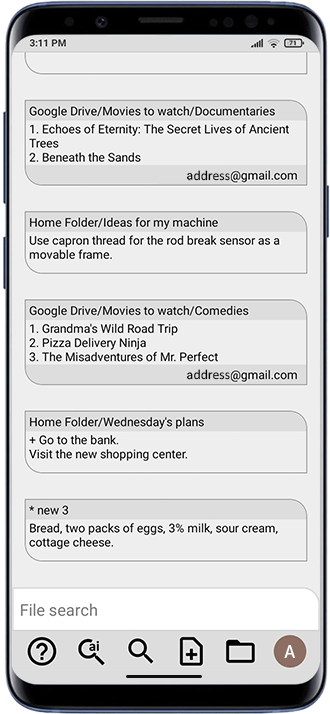 3:11 PM 71
Google Drive/Movies to watch/Documentaries
1. Echoes of Eternity: The Secret Lives of Ancient
Trees
2. Beneath the Sands
address@gmail.com
Home Folder/Ideas for my machine
Use capron thread for the rod break sensor as a
movable frame.
Google Drive/Movies to watch/Comedies
1. Grandma's Wild Road Trip
2. Pizza Delivery Ninja
3. The Misadventures of Mr. Perfect
address@gmail.com
Home Folder/Wednesday's plans
+ Go to the bank.
Visit the new shopping center.
* new 3
Bread, two packs of eggs, 3% milk, sour cream,
cottage cheese.
File search
? ai A